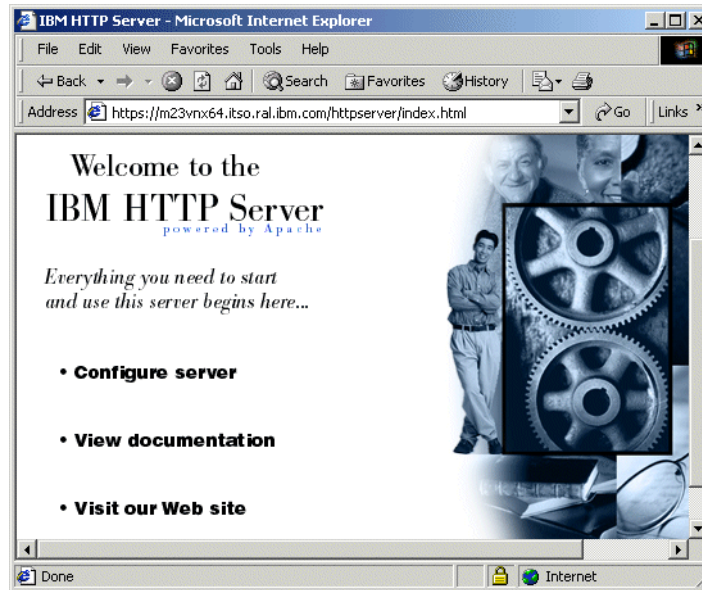 IBM HTTP Server - Microsoft Internet Explorer
File Edit View Favorites Tools Help
Back Search Favorites History
Address https://m23vnx64.itso.ral.ibm.com/httpserver/index.html Go Links »
Welcome to the
IBM HTTP Server
powered by Apache
Everything you need to start
and use this server begins here...
• Configure server
• View documentation
• Visit our Web site
Done Internet